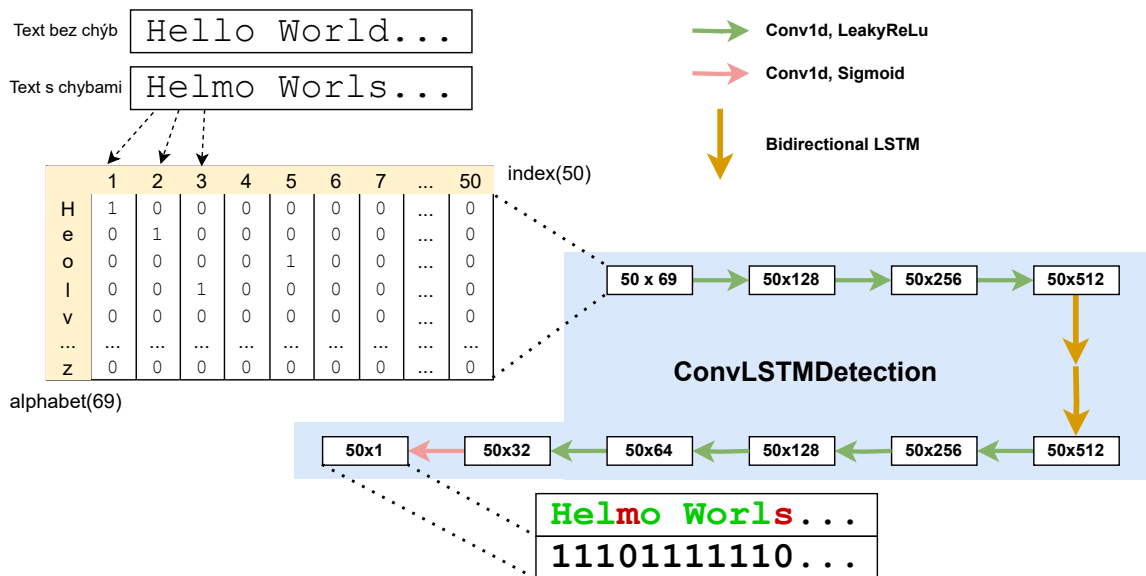 Text bez chýb Hello World...
Text s chybami Helmo Worls...
Conv1d, LeakyReLu
Conv1d, Sigmoid
Bidirectional LSTM
index(50)
1 2 3 4 5 6 7 ... 50
H 1 0 0 0 0 0 0 ... 0
e 0 1 0 0 0 0 0 ... 0
o 0 0 0 0 1 0 0 ... 0
l 0 0 1 0 0 0 0 ... 0
v 0 0 0 0 0 0 0 ... 0
... ... ... ... ... ... ... ... ... ...
z 0 0 0 0 0 0 0 ... 0
alphabet(69)
50 x 69 50x128 50x256 50x512
ConvLSTMDetection
50x1 50x32 50x64 50x128 50x256 50x512
Helmo Worls...
11101111110...